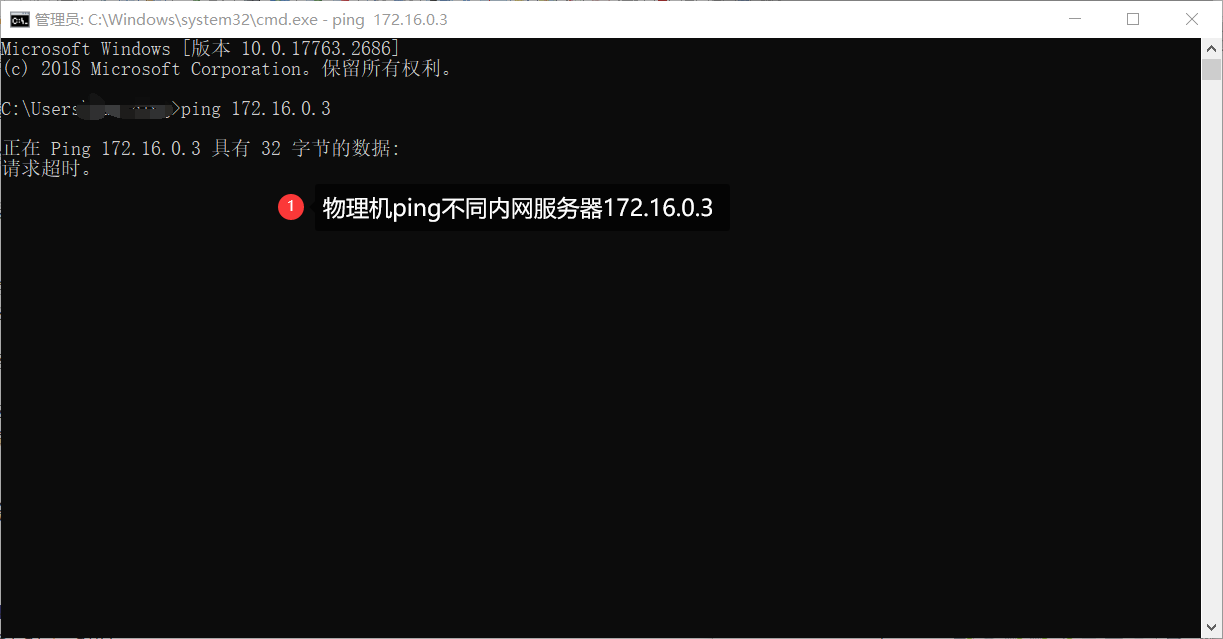 管理员: C:\Windows\system32\cmd.exe - ping  172.16.0.3
Microsoft Windows [版本 10.0.17763.2686]
(c) 2018 Microsoft Corporation。保留所有权利。
C:\Users\ >ping 172.16.0.3
正在 Ping 172.16.0.3 具有 32 字节的数据:
请求超时。
1 物理机ping不同内网服务器172.16.0.3